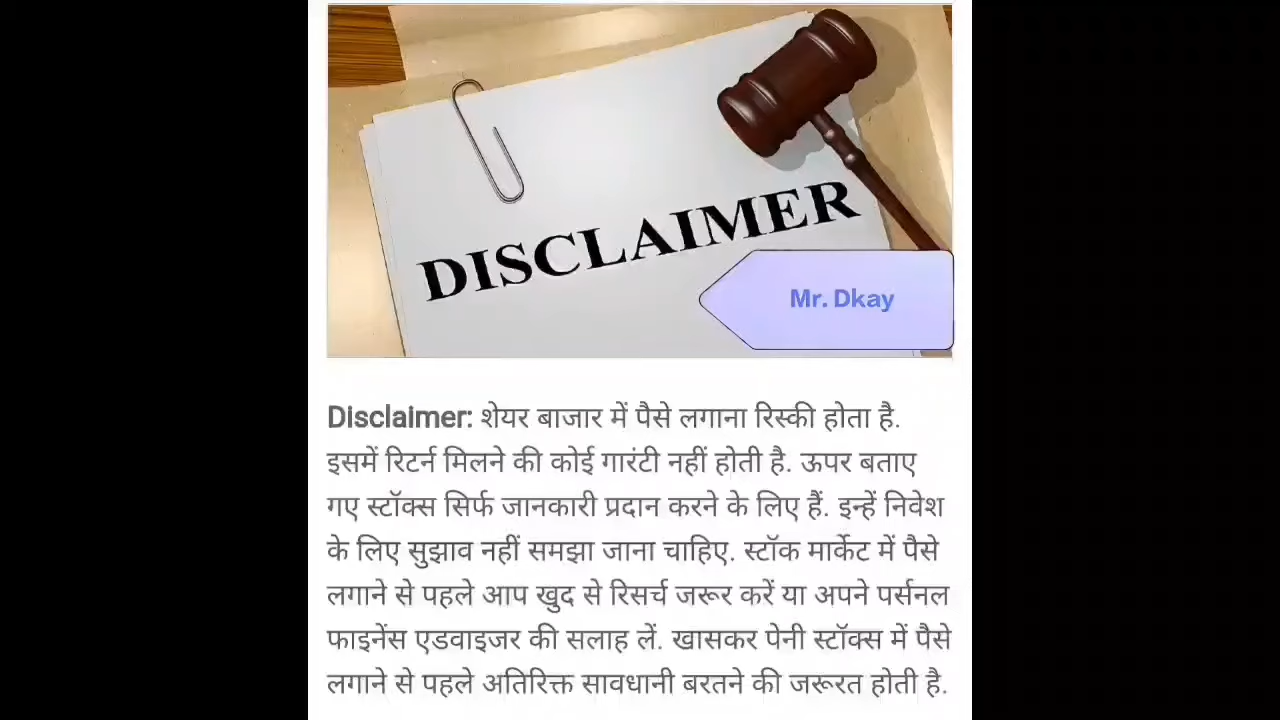 DISCLAIMER
Mr. Dkay
Disclaimer: शेयर बाजार में पैसे लगाना रिस्की होता है.
इसमें रिटर्न मिलने की कोई गारंटी नहीं होती है. ऊपर बताए
गए स्टॉक्स सिर्फ जानकारी प्रदान करने के लिए हैं. इन्हें निवेश
के लिए सुझाव नहीं समझा जाना चाहिए. स्टॉक मार्केट में पैसे
लगाने से पहले आप खुद से रिसर्च जरूर करें या अपने पर्सनल
फाइनेंस एडवाइजर की सलाह लें. खासकर पेनी स्टॉक्स में पैसे
लगाने से पहले अतिरिक्त सावधानी बरतने की जरूरत होती है.